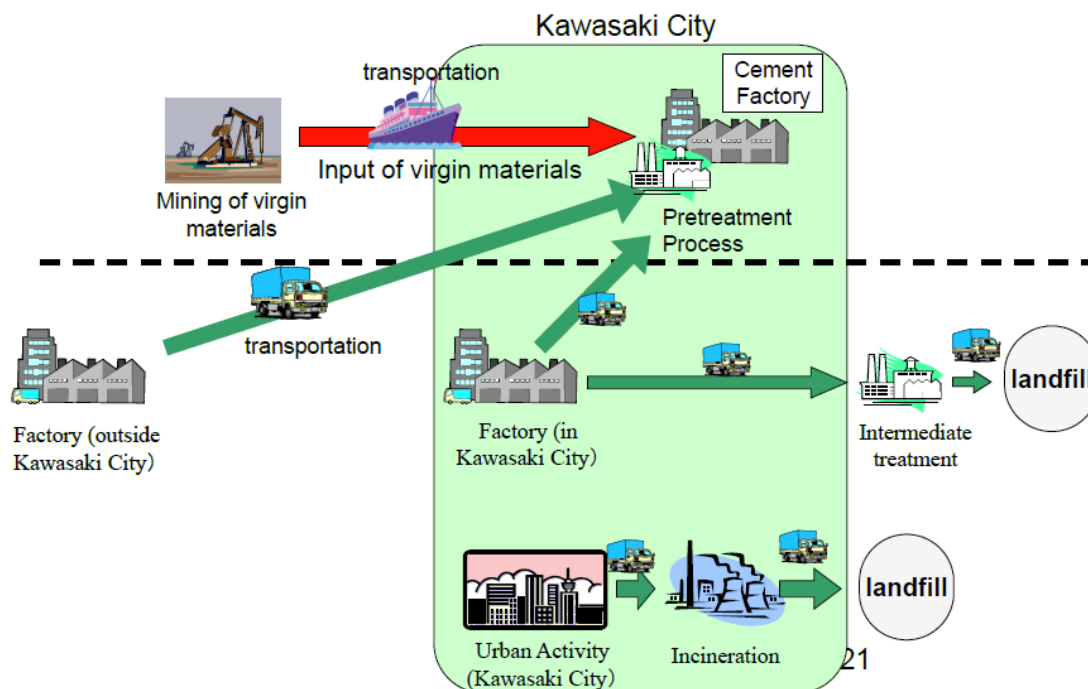 Kawasaki City
transportation
Cement
Factory
Input of virgin materials
Mining of virgin
materials
Pretreatment
Process
transportation
Factory (outside
Kawasaki City）
Factory (in
Kawasaki City）
Intermediate
treatment
landfill
Urban Activity
(Kawasaki City）
Incineration
landfill
21